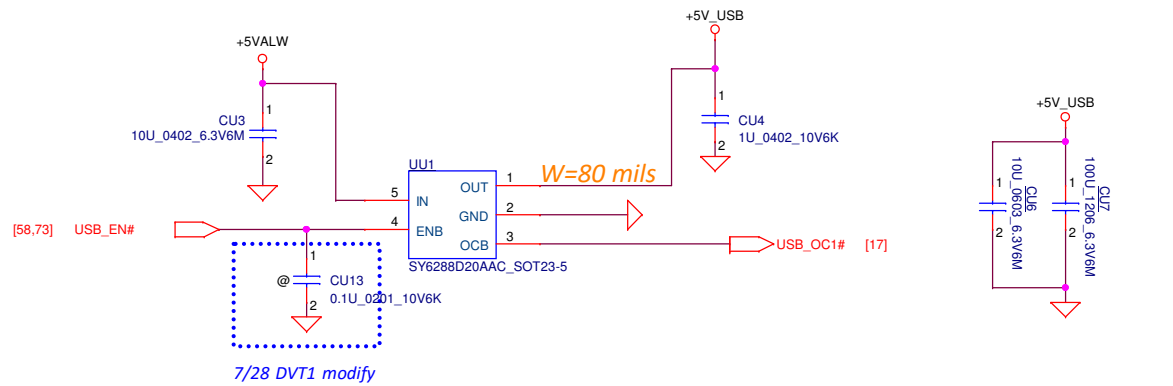 +5V_USB
+5VALW
1
CU3
10U_0402_6.3V6M
2
1
CU4
1U_0402_10V6K
2
+5V_USB
1
CU6
10U_0603_6.3V6M
2
1
CU7
100U_1206_6.3V6M
2
UU1
W=80 mils
5
IN
OUT
1
4
ENB
GND
2
OCB
3
SY6288D20AAC_SOT23-5
[58,73] USB_EN#
USB_OC1# [17]
1
@
CU13
0.1U_0201_10V6K
2
7/28 DVT1 modify